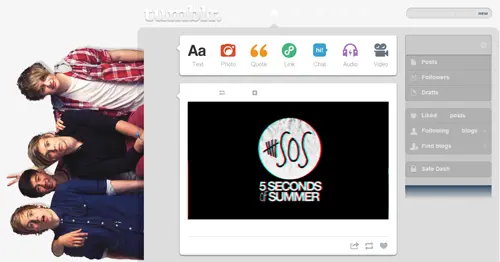 tumblr.
Aa
Text
Photo
Quote
Link
hi!
Chat
Audio
Video
Posts
Followers
Drafts
Liked posts
Following blogs
Find blogs
Safe Dash
SOS
5 SECONDS
OF SUMMER